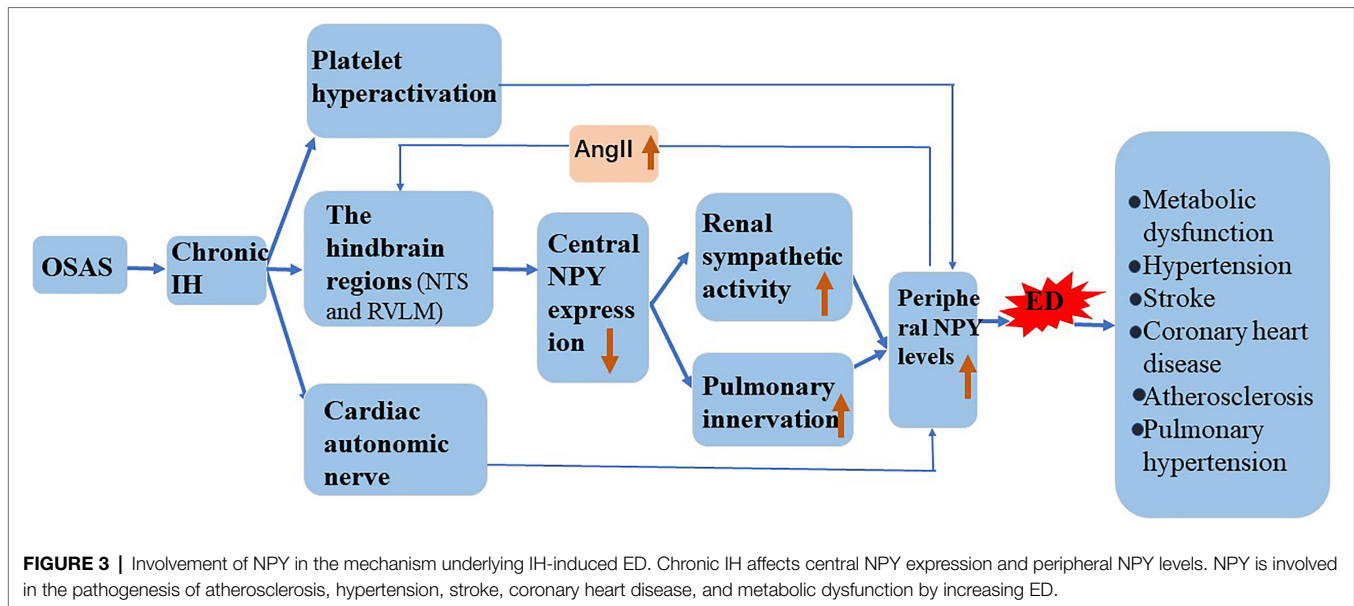 Platelet
hyperactivation
AngII
OSAS
Chronic
IH
The
hindbrain
regions (NTS
and RVLM)
Central
NPY
express
ion
Renal
sympathetic
activity
Pulmonary
innervation
Cardiac
autonomic
nerve
Periphe
ral NPY
levels
ED
●Metabolic
dysfunction
●Hypertension
●Stroke
●Coronary heart
disease
●Atherosclerosis
●Pulmonary
hypertension
FIGURE 3 | Involvement of NPY in the mechanism underlying IH-induced ED. Chronic IH affects central NPY expression and peripheral NPY levels. NPY is involved
in the pathogenesis of atherosclerosis, hypertension, stroke, coronary heart disease, and metabolic dysfunction by increasing ED.